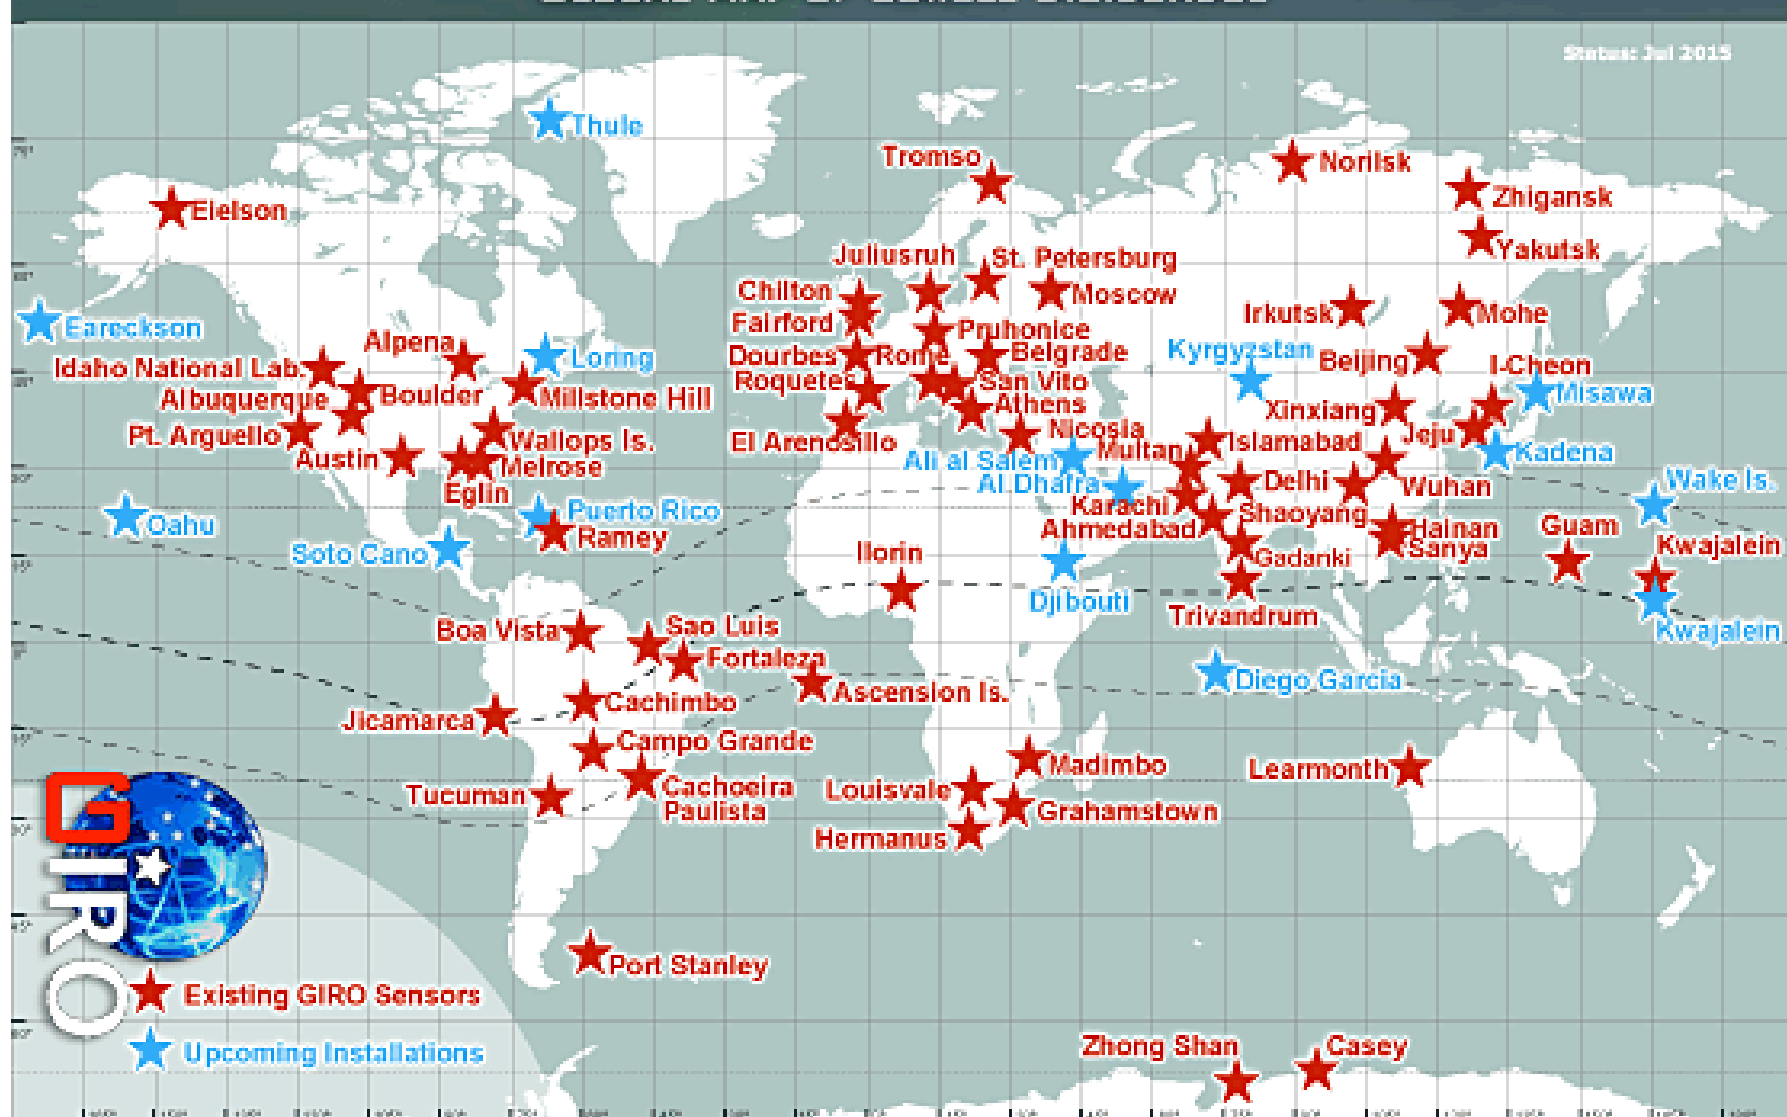 Status: Jul 2015
Thule
Tromso
Norilsk
Zhigansk
Eielson
Yakutsk
Juliusruh
St. Petersburg
Chilton
Moscow
Fairford
Irkutsk
Mohe
Eareckson
Pruhonice
Alpena
Loring
Dourbes
Rome
Belgrade
Kyrgyzstan
Beijing
I-Cheon
Idaho National Lab.
Roquetes
San Vito
Albuquerque
Boulder
Millstone Hill
Athens
Xinxiang
Misawa
Pt. Arguello
Wallops Is.
El Arenosillo
Nicosia
Islamabad
Jeju
Kadena
Austin
Melrose
Ali al Salem
Multan
Eglin
Al Dhafra
Delhi
Wuhan
Wake Is.
Oahu
Puerto Rico
Karachi
Shaoyang
Ramey
Ahmedabad
Hainan
Guam
Soto Cano
Ilorin
Gadanki
Sanya
Kwajalein
Djibouti
Trivandrum
Boa Vista
Sao Luis
Kwajalein
Fortaleza
Diego Garcia
Ascension Is.
Cachimbo
Jicamarca
Campo Grande
Madimbo
Learmonth
Tucuman
Cachoeira
Paulista
Louisvale
Grahamstown
Hermanus
GIRO
Port Stanley
Existing GIRO Sensors
Upcoming Installations
Zhong Shan
Casey